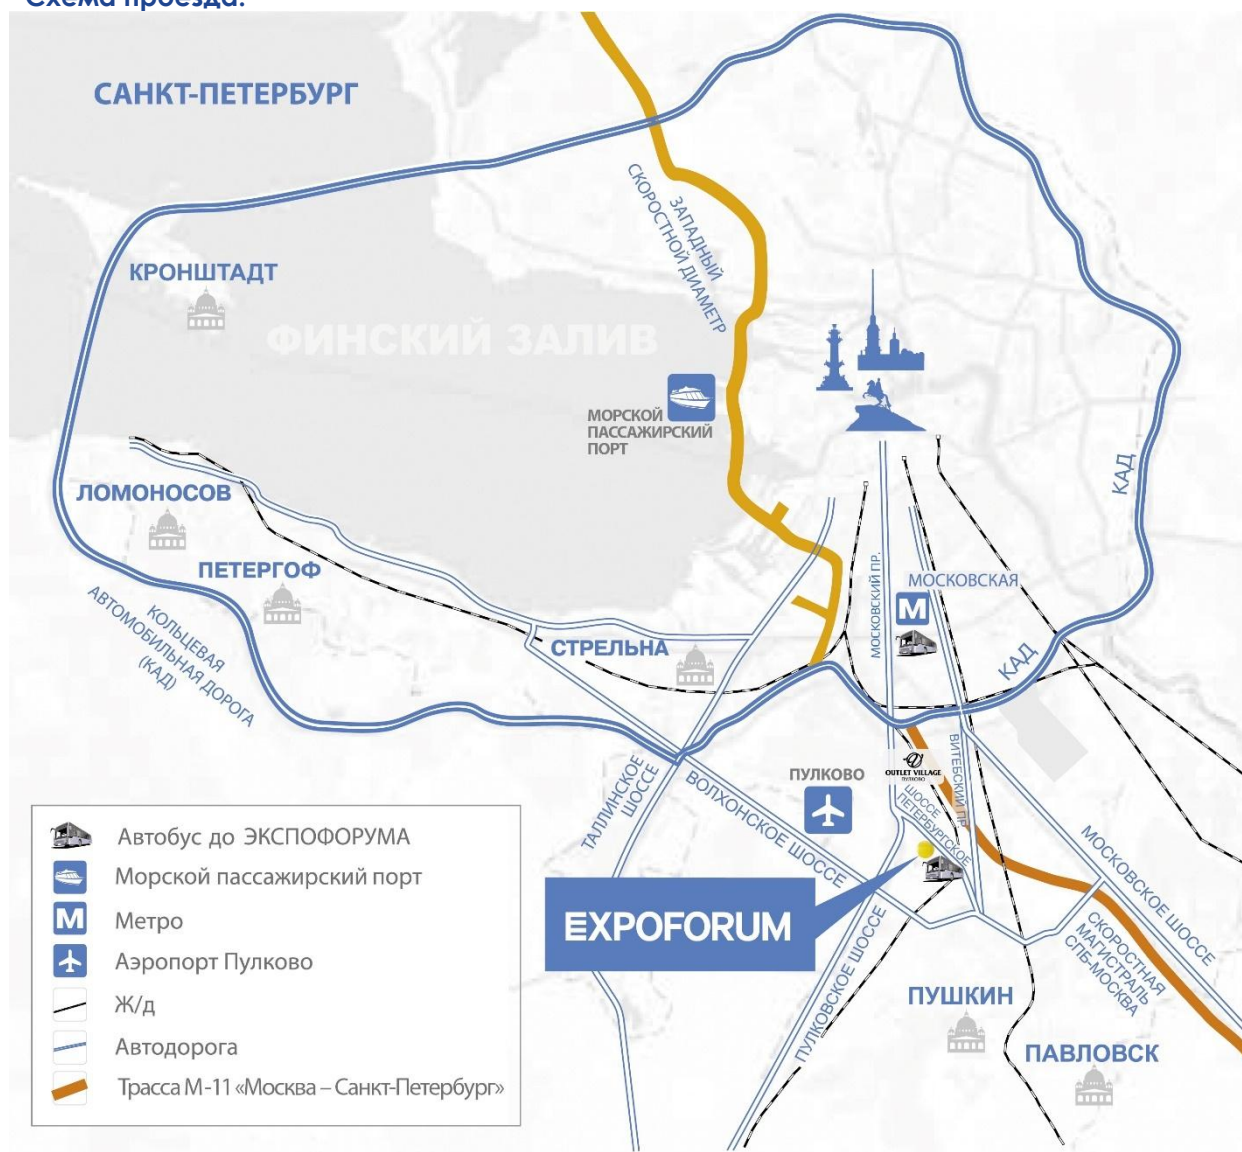 Схема проезда:
САНКТ-ПЕТЕРБУРГ
ЗАПАДНЫЙ
СКОРОСТНОЙ ДИАМЕТР
КРОНШТАДТ
ФИНСКИЙ ЗАЛИВ
МОРСКОЙ
ПАССАЖИРСКИЙ
ПОРТ
КАД
ЛОМОНОСОВ
ПЕТЕРГОФ
МОСКОВСКИЙ ПР.
МОСКОВСКАЯ
М
КОЛЬЦЕВАЯ
АВТОМОБИЛЬНАЯ ДОРОГА
(КАД)
СТРЕЛЬНА
КАД
ТАЛЛИНСКОЕ
ШОССЕ
ВОЛХОНСКОЕ ШОССЕ
ПУЛКОВО
OUTLET VILLAGE
ПУЛКОВО
ВИТЕБСКИЙ ПР.
ПЕТЕРБУРГСКОЕ
ШОССЕ
МОСКОВСКОЕ ШОССЕ
EXPOFORUM
ПУЛКОВСКОЕ ШОССЕ
СКОРОСТНАЯ
МАГИСТРАЛЬ
СПБ-МОСКВА
ПУШКИН
ПАВЛОВСК
Автобус до ЭКСПОФОРУМА
Морской пассажирский порт
М Метро
Аэропорт Пулково
Ж/д
Автодорога
Трасса М-11 «Москва – Санкт-Петербург»